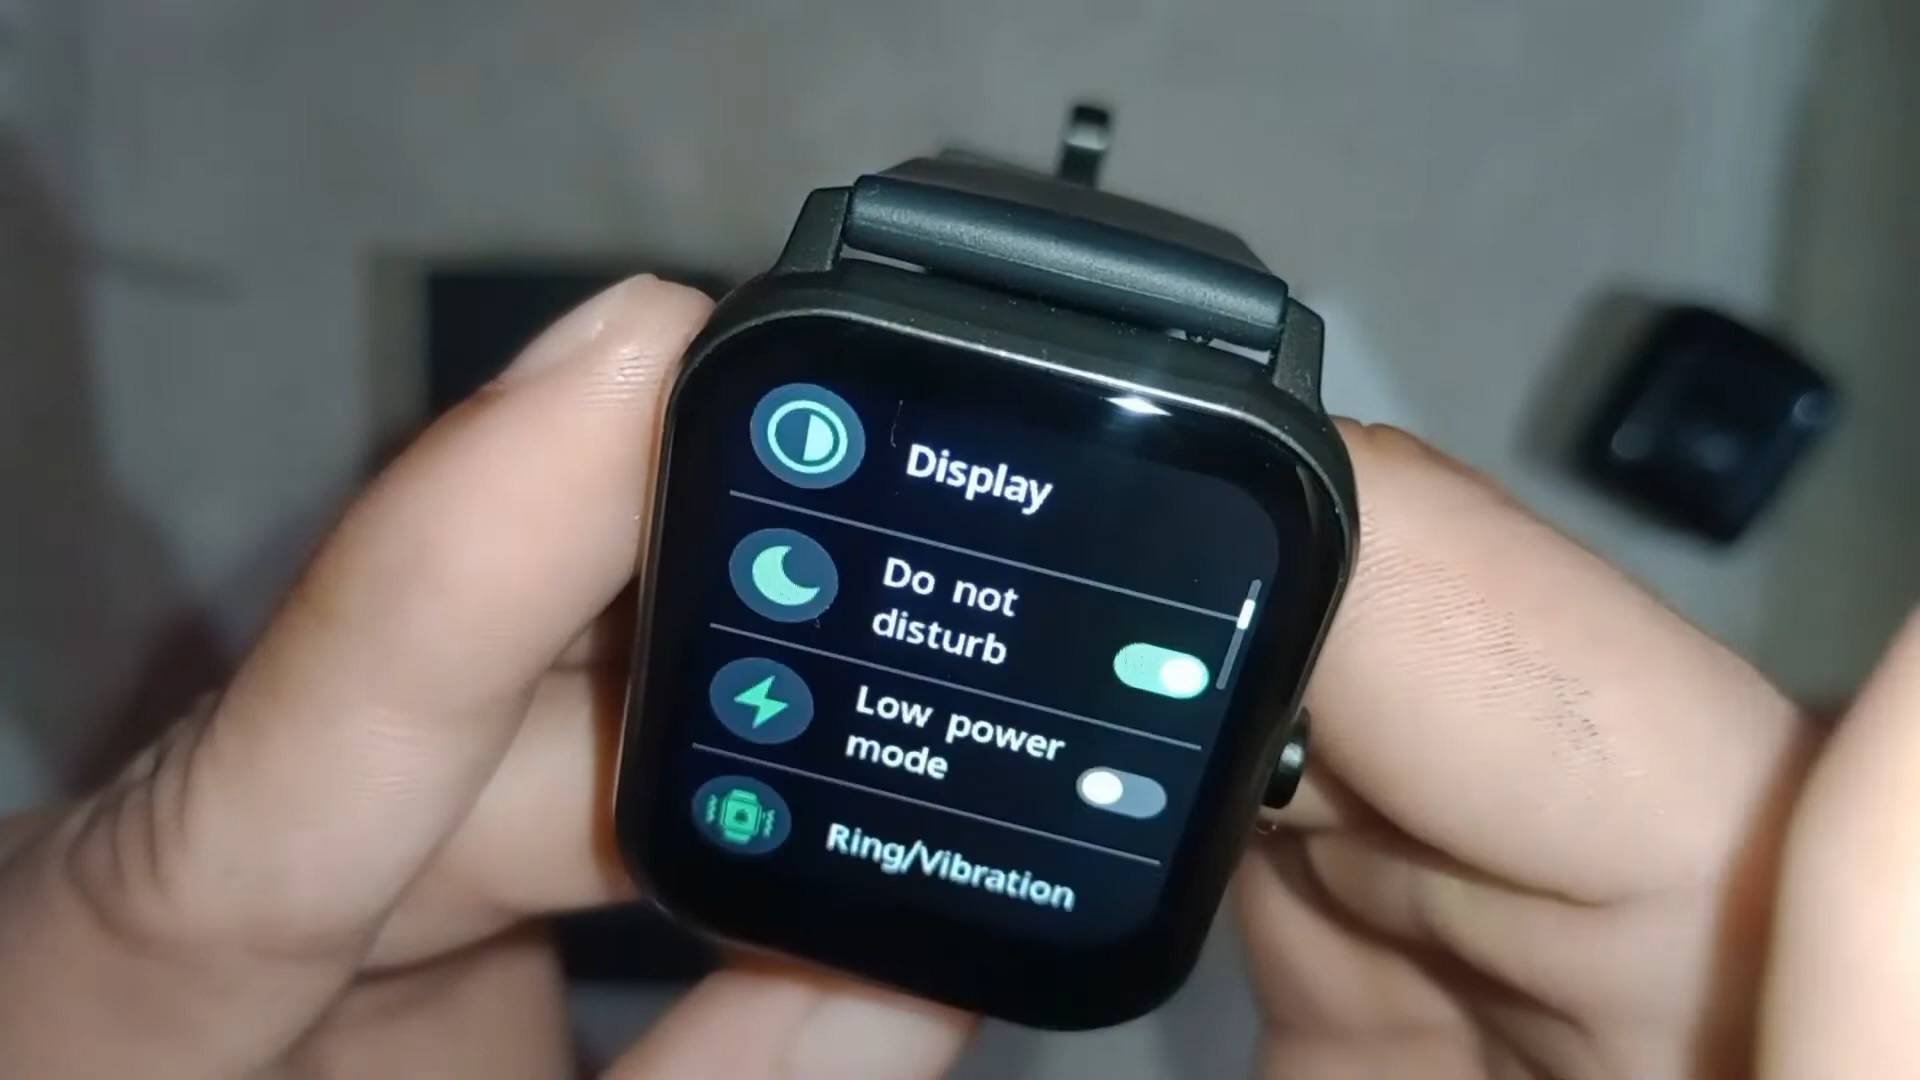 Display
Do not
disturb
Low power
mode
Ring/Vibration